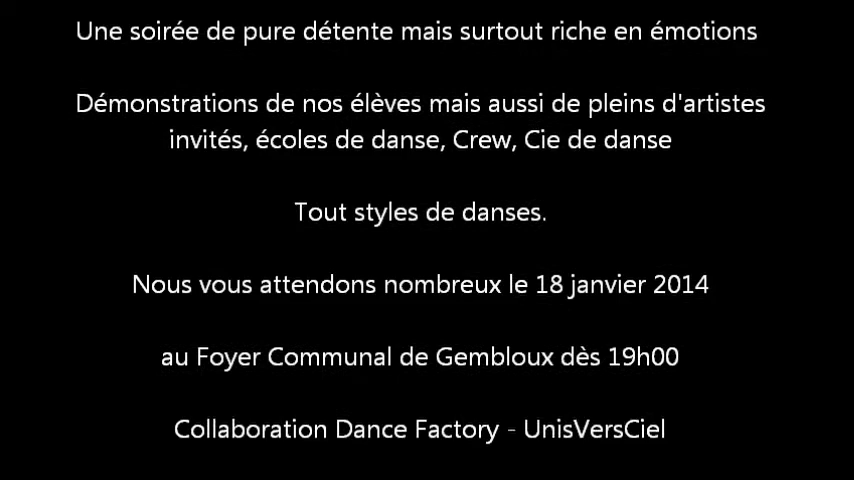 Une soirée de pure détente mais surtout riche en émotions
Démonstrations de nos élèves mais aussi de pleins d'artistes
invités, écoles de danse, Crew, Cie de danse
Tout styles de danses.
Nous vous attendons nombreux le 18 janvier 2014
au Foyer Communal de Gembloux dès 19h00
Collaboration Dance Factory - UnisVersCiel